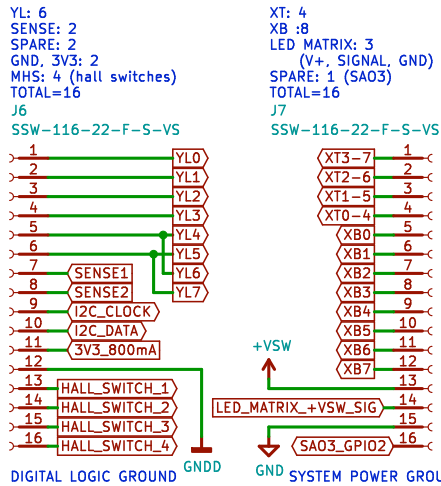 YL: 6
SENSE: 2
SPARE: 2
GND, 3V3: 2
MHS: 4 (hall switches)
TOTAL=16
J6
SSW-116-22-F-S-VS
1 YL0
2 YL1
3 YL2
4 YL3
5 YL4
6 YL5
7 SENSE1 YL6
8 SENSE2 YL7
9 I2C_CLOCK
10 I2C_DATA
11 3V3_800mA
12
13 HALL_SWITCH_1
14 HALL_SWITCH_2
15 HALL_SWITCH_3
16 HALL_SWITCH_4
GNDD
DIGITAL LOGIC GROUND
XT: 4
XB :8
LED MATRIX: 3
(V+, SIGNAL, GND)
SPARE: 1 (SAO3)
TOTAL=16
J7
SSW-116-22-F-S-VS
XT3-7 1
XT2-6 2
XT1-5 3
XT0-4 4
XB0 5
XB1 6
XB2 7
XB3 8
XB4 9
XB5 10
XB6 11
XB7 12
+VSW
13
LED_MATRIX_+VSW_SIG 14
15
SAO3_GPIO2 16
GND
SYSTEM POWER GROU